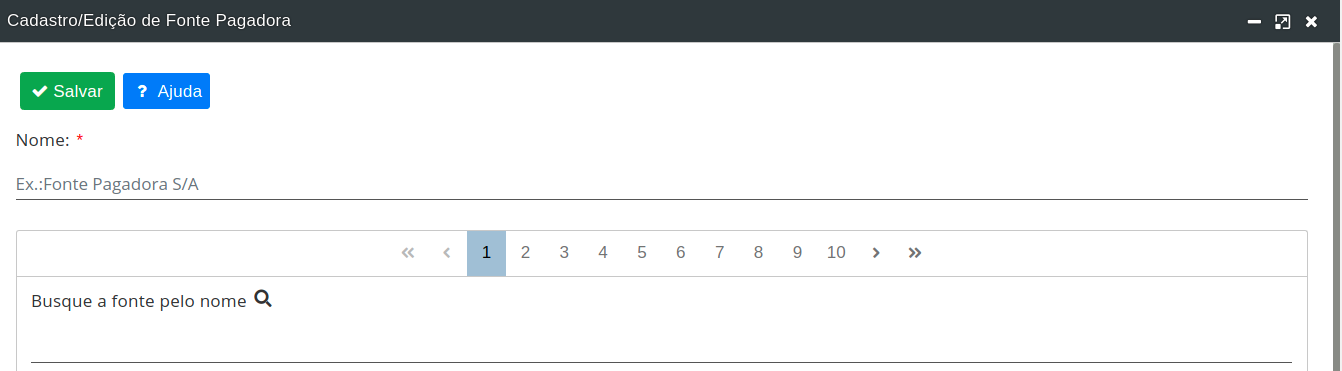 Cadastro/Edição de Fonte Pagadora
Salvar ? Ajuda
Nome: *
Ex.:Fonte Pagadora S/A
« ‹ 1 2 3 4 5 6 7 8 9 10 › »
Busque a fonte pelo nome